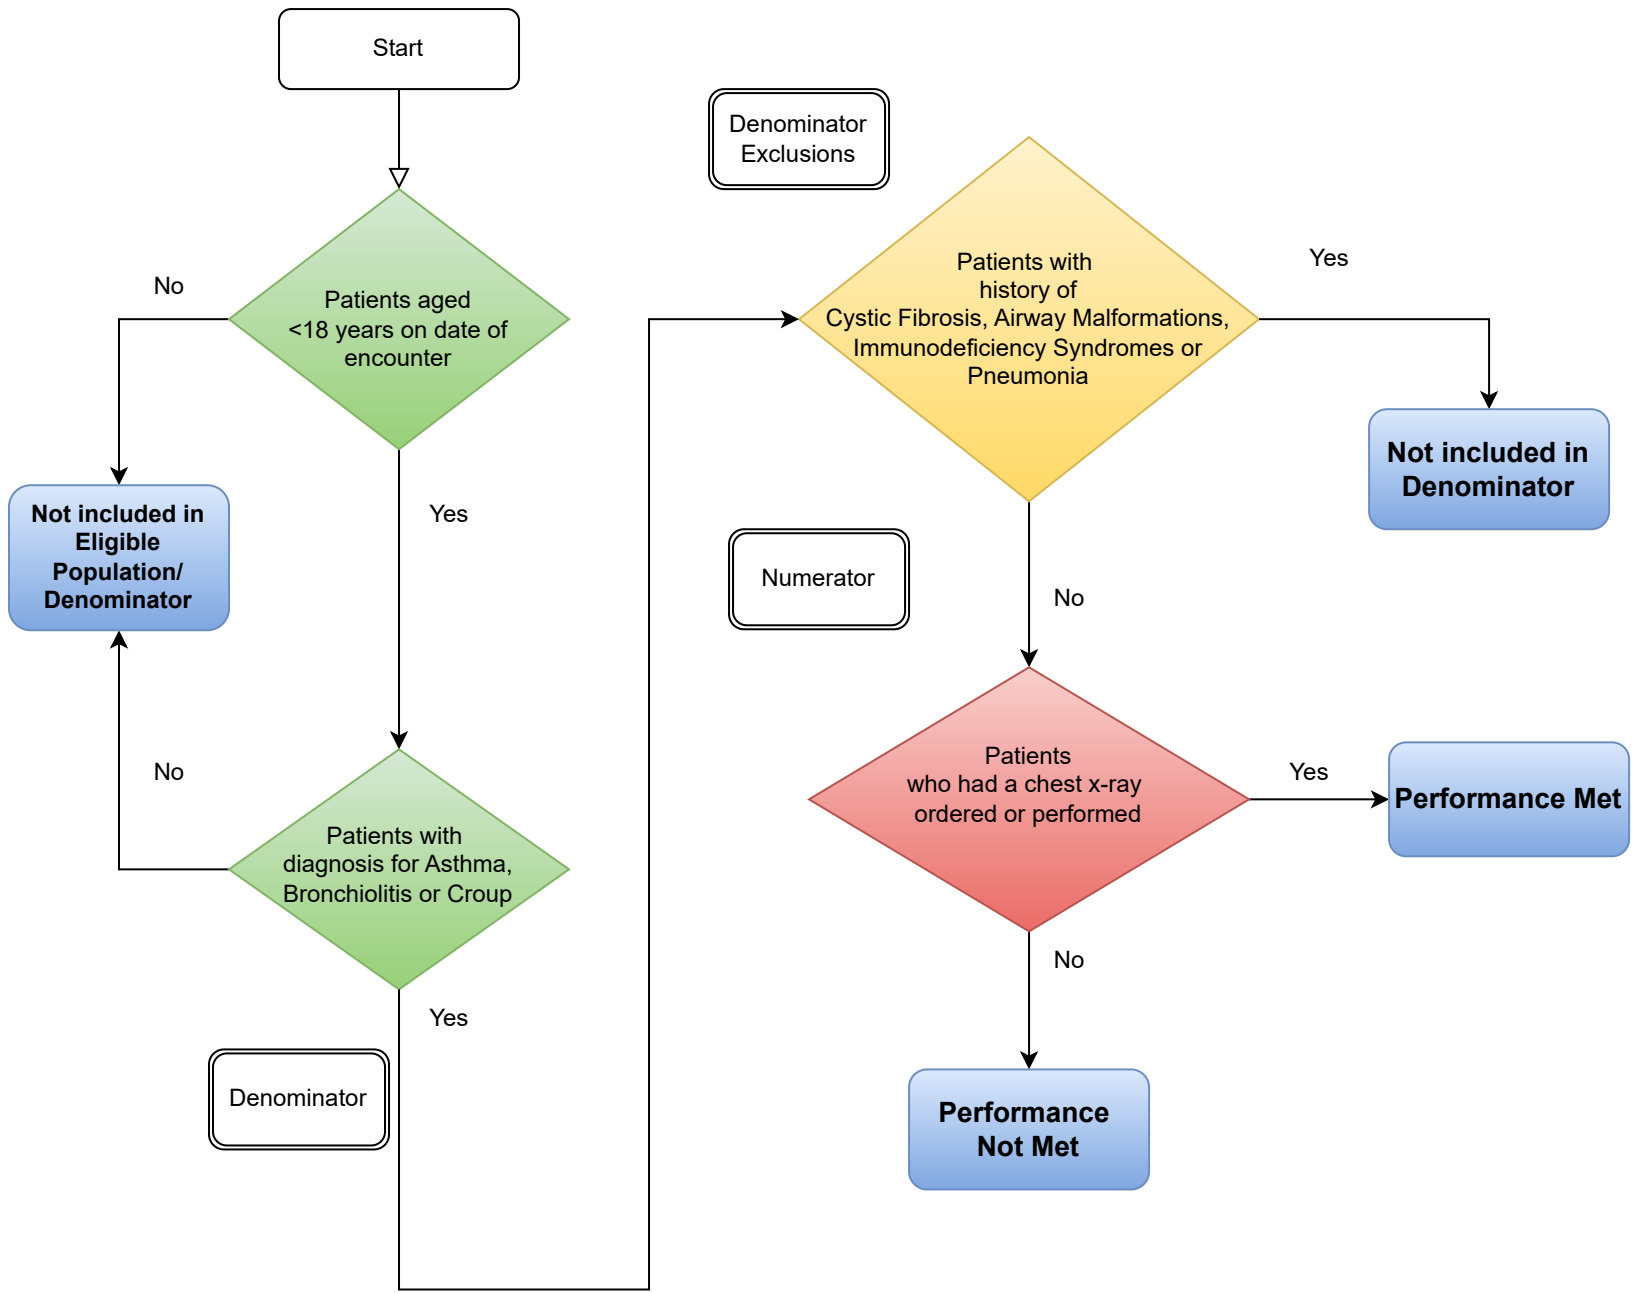 Start
Patients aged
<18 years on date of
encounter
No
Yes
Not included in
Eligible
Population/
Denominator
No
Patients with
diagnosis for Asthma,
Bronchiolitis or Croup
Yes
Denominator
Denominator
Exclusions
Patients with
history of
Cystic Fibrosis, Airway Malformations,
Immunodeficiency Syndromes or
Pneumonia
Yes
Not included in
Denominator
Numerator
No
Patients
who had a chest x-ray
ordered or performed
Yes
Performance Met
No
Performance
Not Met